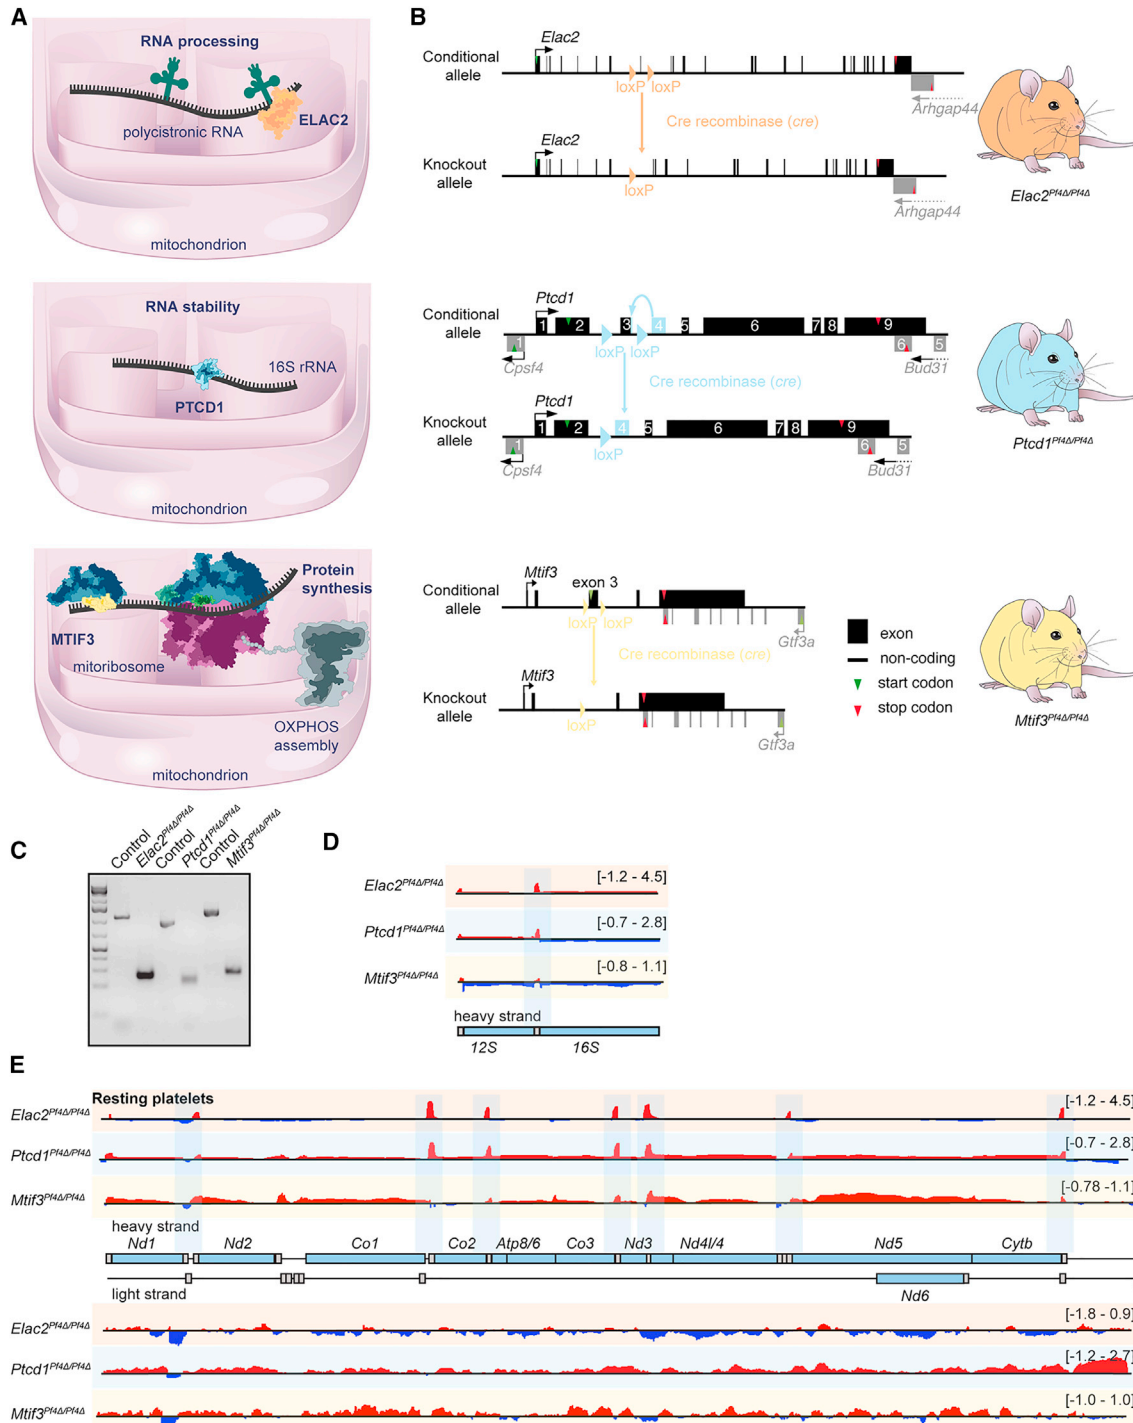 A
RNA processing
polycistronic RNA
ELAC2
mitochondrion
RNA stability
16S rRNA
PTCD1
mitochondrion
Protein
synthesis
MTIF3
mitoribosome
OXPHOS
assembly
mitochondrion
B
Conditional
allele
Elac2
loxP loxP
Arhgap44
Cre recombinase (cre)
Knockout
allele
Elac2
loxP
Arhgap44
Elac2Pf4Δ/Pf4Δ
Conditional
allele
Ptcd1
1 2 3 4 5 6 7 8 9
loxP loxP
1 6 5
Cpsf4 Bud31
Cre recombinase (cre)
Knockout
allele
Ptcd1
1 2 4 5 6 7 8 9
loxP
1 6 5
Cpsf4 Bud31
Ptcd1Pf4Δ/Pf4Δ
Conditional
allele
Mtif3
exon 3
loxP loxP
Gtf3a
Cre recombinase (cre)
Knockout
allele
Mtif3
loxP
Gtf3a
exon
non-coding
start codon
stop codon
Mtif3Pf4Δ/Pf4Δ
C
Control
Elac2Pf4Δ/Pf4Δ
Control
Ptcd1Pf4Δ/Pf4Δ
Control
Mtif3Pf4Δ/Pf4Δ
D
Elac2Pf4Δ/Pf4Δ [-1.2 - 4.5]
Ptcd1Pf4Δ/Pf4Δ [-0.7 - 2.8]
Mtif3Pf4Δ/Pf4Δ [-0.8 - 1.1]
heavy strand
12S 16S
E
Resting platelets
Elac2Pf4Δ/Pf4Δ [-1.2 - 4.5]
Ptcd1Pf4Δ/Pf4Δ [-0.7 - 2.8]
Mtif3Pf4Δ/Pf4Δ [-0.78 -1.1]
heavy strand
Nd1 Nd2 Co1 Co2 Atp8/6 Co3 Nd3 Nd4l/4 Nd5 Cytb
light strand
Nd6
Elac2Pf4Δ/Pf4Δ [-1.8 - 0.9]
Ptcd1Pf4Δ/Pf4Δ [-1.2 - 2.7]
Mtif3Pf4Δ/Pf4Δ [-1.0 - 1.0]